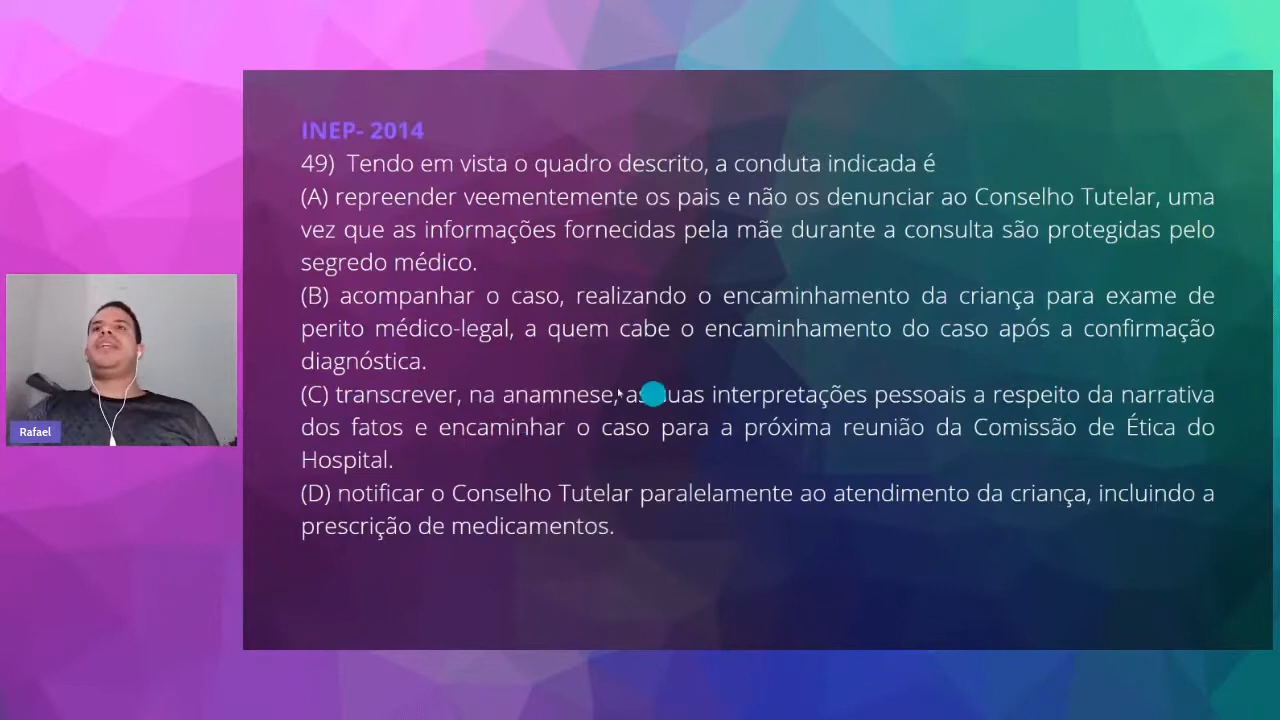 INEP- 2014
49) Tendo em vista o quadro descrito, a conduta indicada é
(A) repreender veementemente os pais e não os denunciar ao Conselho Tutelar, uma
vez que as informações fornecidas pela mãe durante a consulta são protegidas pelo
segredo médico.
(B) acompanhar o caso, realizando o encaminhamento da criança para exame de
perito médico-legal, a quem cabe o encaminhamento do caso após a confirmação
diagnóstica.
(C) transcrever, na anamnese, as suas interpretações pessoais a respeito da narrativa
dos fatos e encaminhar o caso para a próxima reunião da Comissão de Ética do
Hospital.
(D) notificar o Conselho Tutelar paralelamente ao atendimento da criança, incluindo a
prescrição de medicamentos.
Rafael